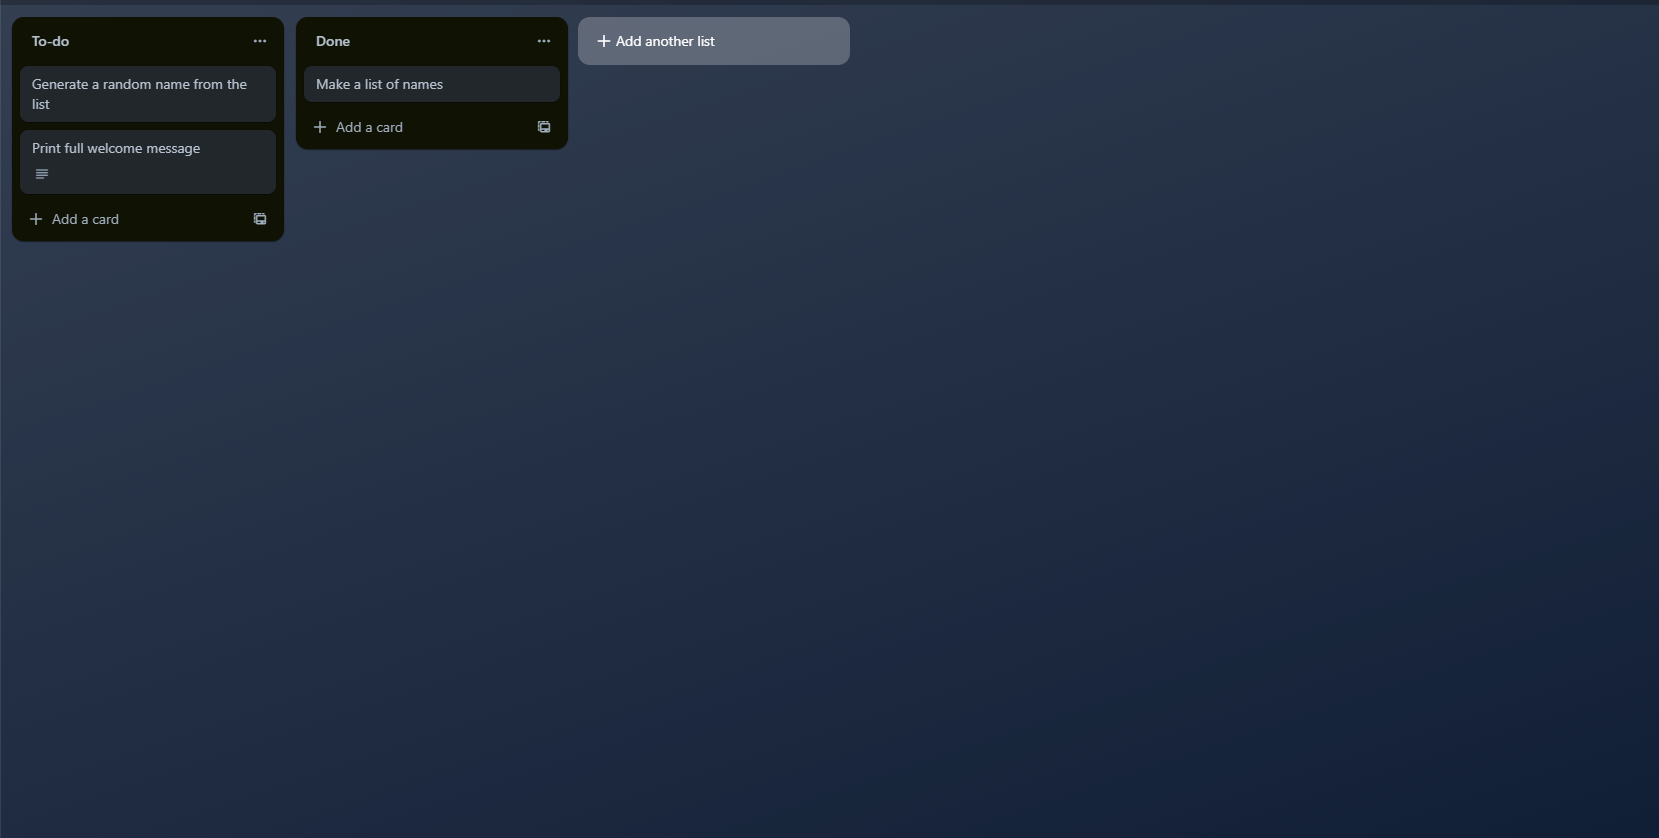 To-do
Generate a random name from the
list
Print full welcome message
Add a card
Done
Make a list of names
Add a card
Add another list